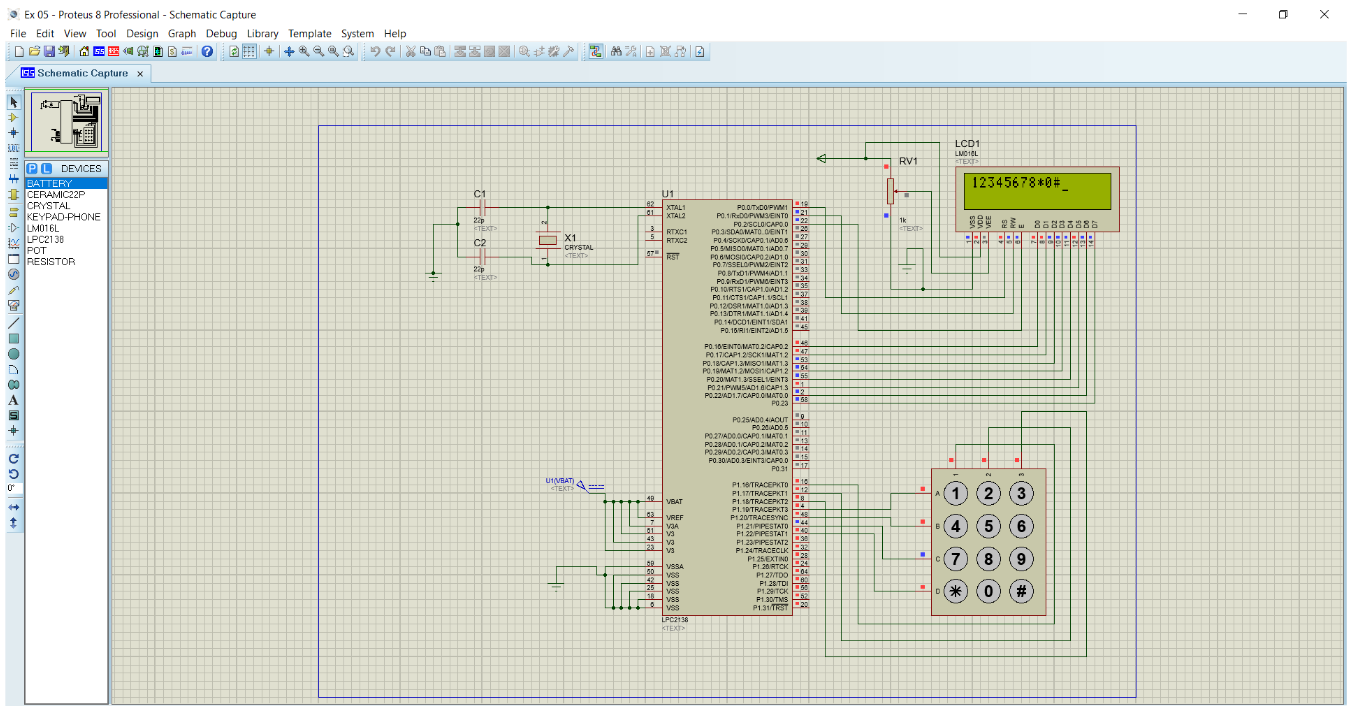 Ex 05 - Proteus 8 Professional - Schematic Capture
File Edit View Tool Design Graph Debug Library Template System Help
Schematic Capture
P L DEVICES
BATTERY
CERAMIC22P
CRYSTAL
KEYPAD-PHONE
LM016L
LPC2138
POT
RESISTOR
0°
C1
22p
<TEXT>
C2
22p
<TEXT>
X1
CRYSTAL
<TEXT>
2
1
U1(VBAT)
<TEXT>
U1
62 XTAL1
61 XTAL2
3 RTXC1
5 RTXC2
57 RST
49 VBAT
63 VREF
7 V3A
51 V3
43 V3
23 V3
59 VSSA
50 VSS
42 VSS
25 VSS
18 VSS
6 VSS
P0.0/TxD0/PWM1 19
P0.1/RxD0/PWM3/EINT0 21
P0.2/SCL0/CAP0.0 22
P0.3/SDA0/MAT0.0/EINT1 26
P0.4/SCK0/CAP0.1/AD0.6 27
P0.5/MISO0/MAT0.1/AD0.7 29
P0.6/MOSI0/CAP0.2/AD1.0 30
P0.7/SSEL0/PWM2/EINT2 31
P0.8/TxD1/PWM4/AD1.1 33
P0.9/RxD1/PWM6/EINT3 34
P0.10/RTS1/CAP1.0/AD1.2 35
P0.11/CTS1/CAP1.1/SCL1 37
P0.12/DSR1/MAT1.0/AD1.3 38
P0.13/DTR1/MAT1.1/AD1.4 39
P0.14/DCD1/EINT1/SDA1 41
P0.15/RI1/EINT2/AD1.5 45
P0.16/EINT0/MAT0.2/CAP0.2 46
P0.17/CAP1.2/SCK1/MAT1.2 47
P0.18/CAP1.3/MISO1/MAT1.3 53
P0.19/MAT1.2/MOSI1/CAP1.2 54
P0.20/MAT1.3/SSEL1/EINT3 55
P0.21/PWM5/AD1.6/CAP1.3 1
P0.22/AD1.7/CAP0.0/MAT0.0 2
P0.23 58
P0.25/AD0.4/AOUT 9
P0.26/AD0.5 10
P0.27/AD0.0/CAP0.1/MAT0.1 11
P0.28/AD0.1/CAP0.2/MAT0.2 13
P0.29/AD0.2/CAP0.3/MAT0.3 14
P0.30/AD0.3/EINT3/CAP0.0 15
P0.31 17
P1.16/TRACEPKT0 16
P1.17/TRACEPKT1 12
P1.18/TRACEPKT2 8
P1.19/TRACEPKT3 4
P1.20/TRACESYNC 48
P1.21/PIPESTAT0 44
P1.22/PIPESTAT1 40
P1.23/PIPESTAT2 36
P1.24/TRACECLK 32
P1.25/EXTIN0 28
P1.26/RTCK 24
P1.27/TDO 64
P1.28/TDI 60
P1.29/TCK 56
P1.30/TMS 52
P1.31/TRST 20
LPC2138
<TEXT>
RV1
1k
<TEXT>
LCD1
LM016L
<TEXT>
12345678*0#_
VSS VDD VEE RS RW E D0 D1 D2 D3 D4 D5 D6 D7
1 2 3 4 5 6 7 8 9 10 11 12 13 14
1 2 3
A 1 2 3
B 4 5 6
C 7 8 9
D * 0 #